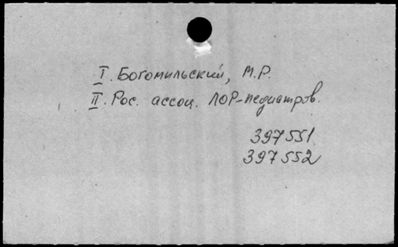 I. Богомильский, М.Р.
II. Рос. ассоц. ЛОР-педиатров.
397551
397552